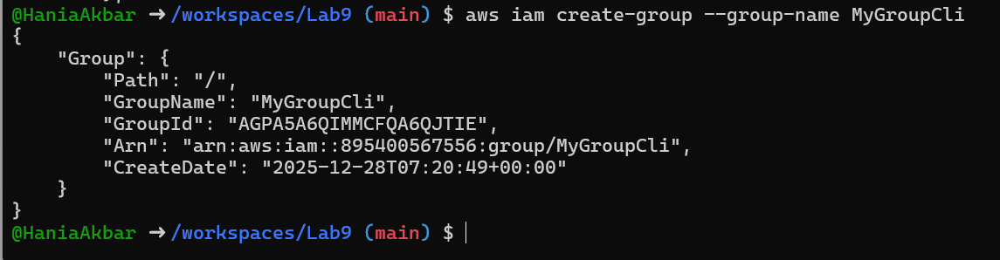 @HaniaAkbar ➜ /workspaces/Lab9 (main) $ aws iam create-group --group-name MyGroupCli
{
    "Group": {
        "Path": "/",
        "GroupName": "MyGroupCli",
        "GroupId": "AGPA5A6QIMMCFQA6QJTIE",
        "Arn": "arn:aws:iam::895400567556:group/MyGroupCli",
        "CreateDate": "2025-12-28T07:20:49+00:00"
    }
}
@HaniaAkbar ➜ /workspaces/Lab9 (main) $